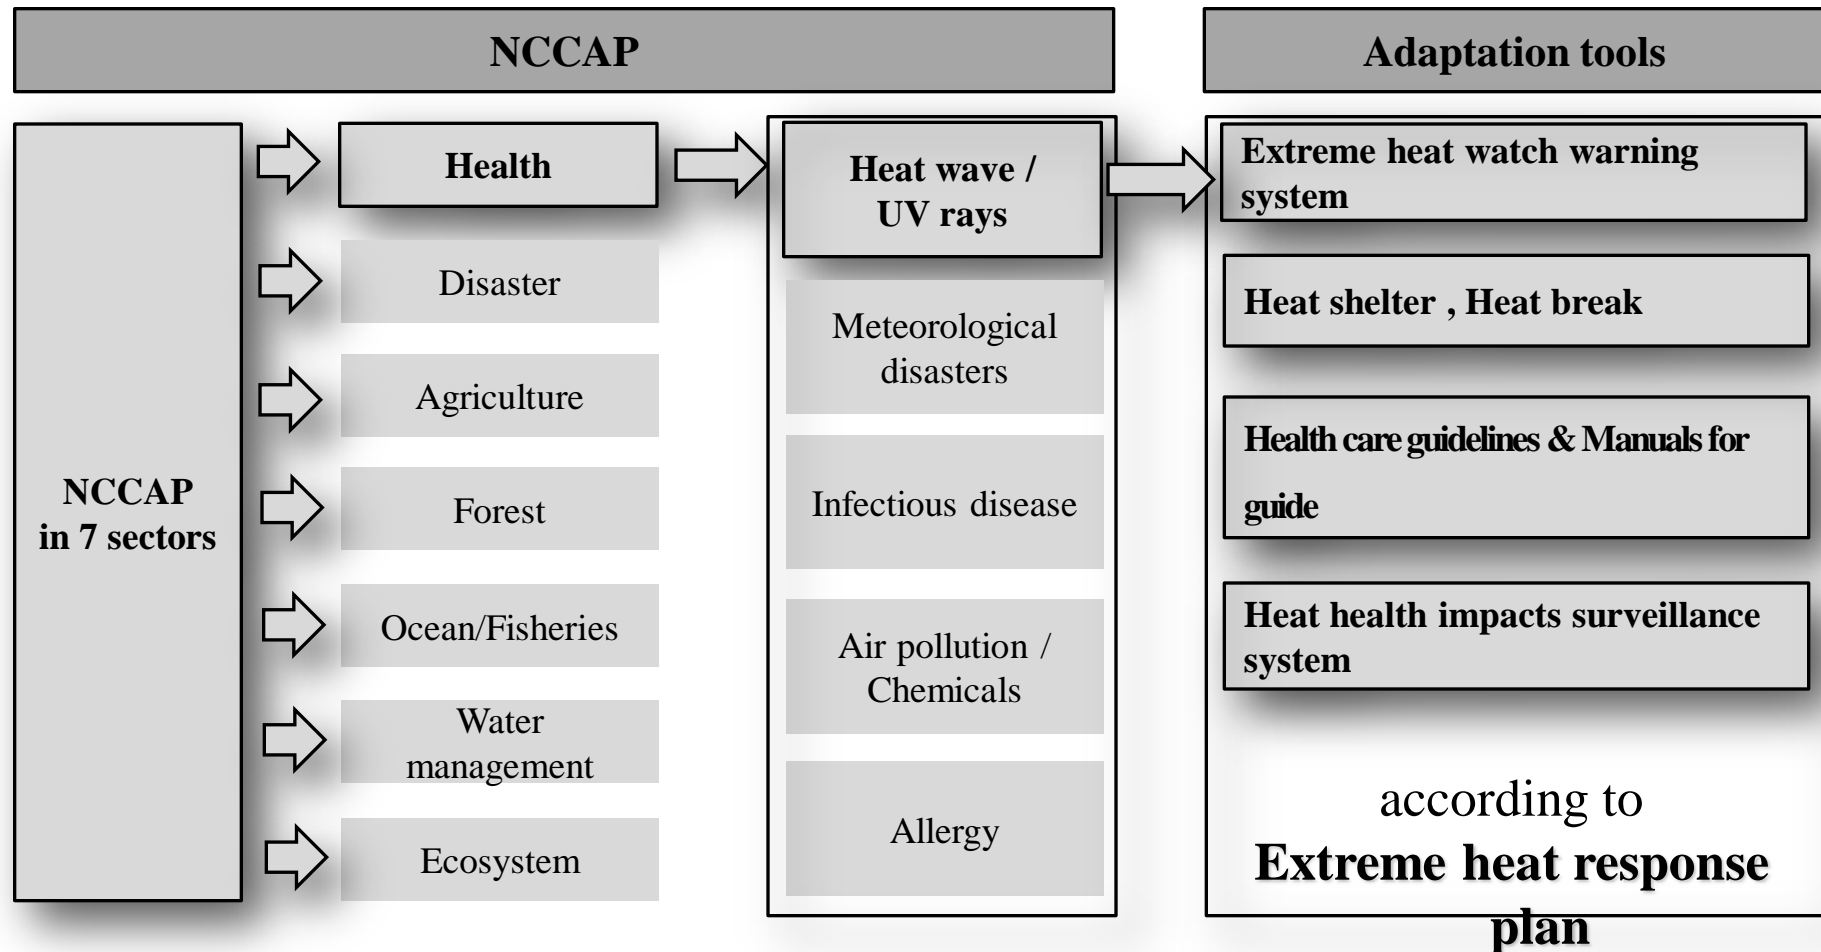 NCCAP
Adaptation tools
NCCAP
in 7 sectors
Health
Disaster
Agriculture
Forest
Ocean/Fisheries
Water
management
Ecosystem
Heat wave /
UV rays
Meteorological
disasters
Infectious disease
Air pollution /
Chemicals
Allergy
Extreme heat watch warning
system
Heat shelter , Heat break
Health care guidelines & Manuals for
guide
Heat health impacts surveillance
system
according to
Extreme heat response
plan